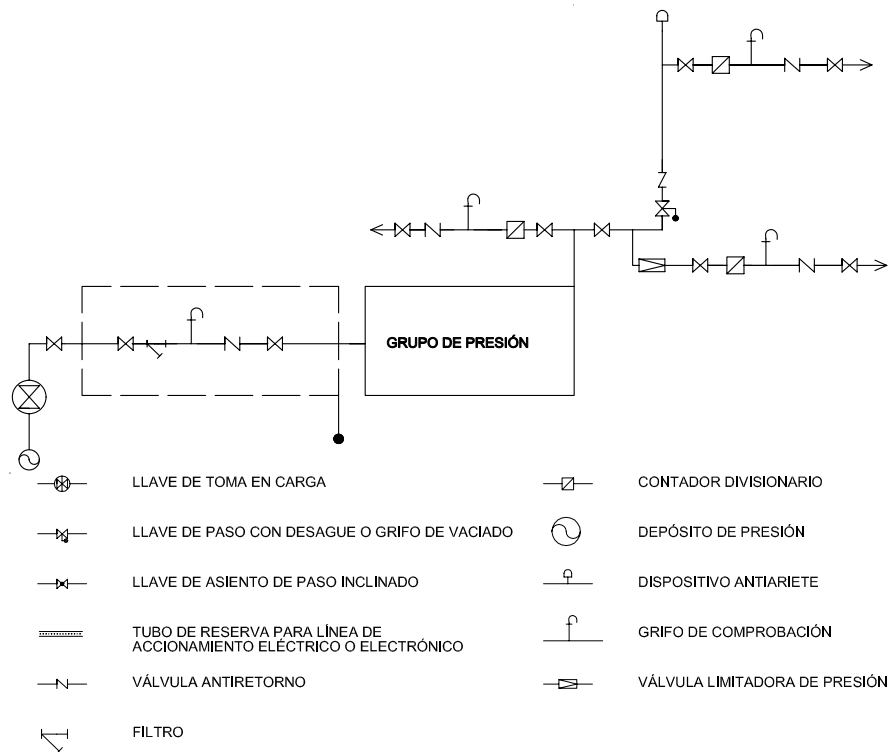 GRUPO DE PRESIÓN
LLAVE DE TOMA EN CARGA
LLAVE DE PASO CON DESAGUE O GRIFO DE VACIADO
LLAVE DE ASIENTO DE PASO INCLINADO
TUBO DE RESERVA PARA LÍNEA DE
ACCIONAMIENTO ELÉCTRICO O ELECTRÓNICO
VÁLVULA ANTIRETORNO
FILTRO
CONTADOR DIVISIONARIO
DEPÓSITO DE PRESIÓN
DISPOSITIVO ANTIARIETE
GRIFO DE COMPROBACIÓN
VÁLVULA LIMITADORA DE PRESIÓN